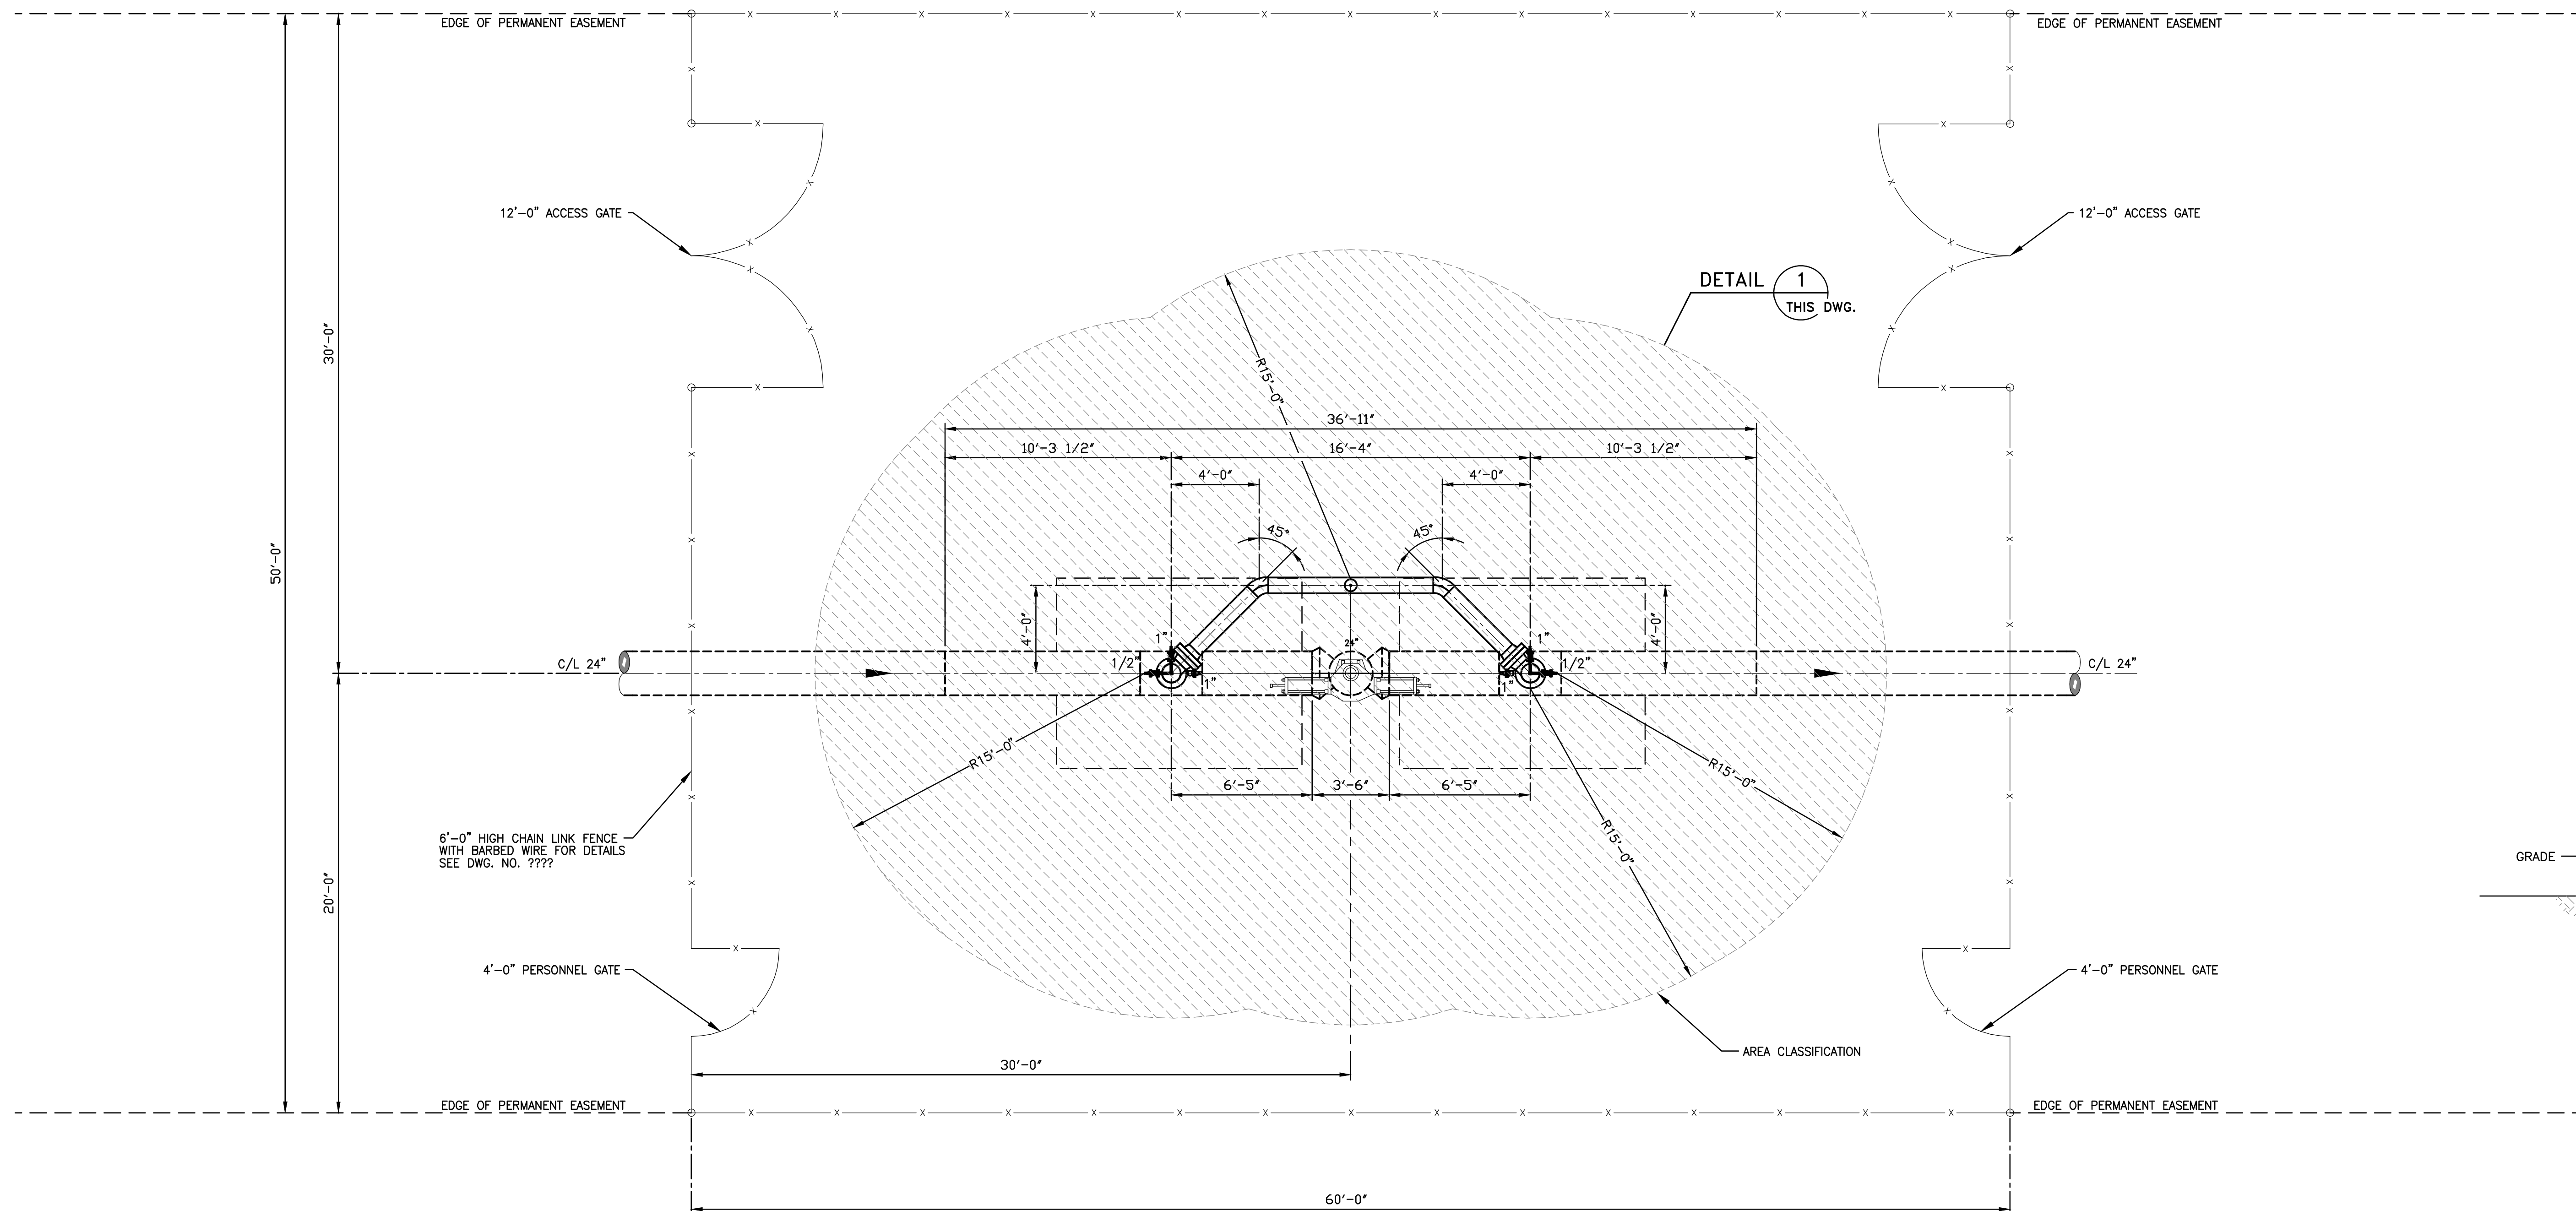 EDGE OF PERMANENT EASEMENT
EDGE OF PERMANENT EASEMENT
12'-0" ACCESS GATE
12'-0" ACCESS GATE
DETAIL 1
THIS DWG.
30'-0"
50'-0"
R15'-0"
36'-11"
10'-3 1/2"
16'-4"
10'-3 1/2"
4'-0"
4'-0"
45°
45°
4'-0"
4'-0"
1"
24"
1"
C/L 24"
1/2"
1/2"
C/L 24"
1"
1"
R15'-0"
R15'-0"
6'-5"
3'-6"
6'-5"
R15'-0"
6'-0" HIGH CHAIN LINK FENCE
WITH BARBED WIRE FOR DETAILS
SEE DWG. NO. ????
GRADE
20'-0"
4'-0" PERSONNEL GATE
4'-0" PERSONNEL GATE
AREA CLASSIFICATION
30'-0"
EDGE OF PERMANENT EASEMENT
EDGE OF PERMANENT EASEMENT
60'-0"